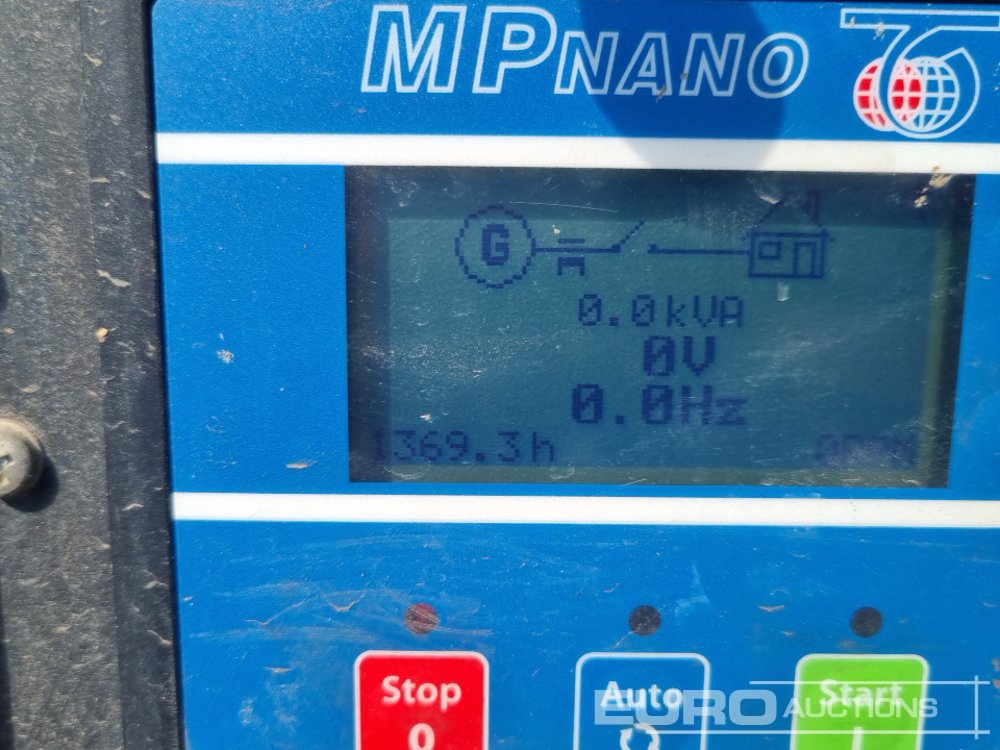 MPNANO
G
0.0kVA
0V
0.0Hz
1369.3h
Stop Auto Start
0 I
EURO AUCTIONS